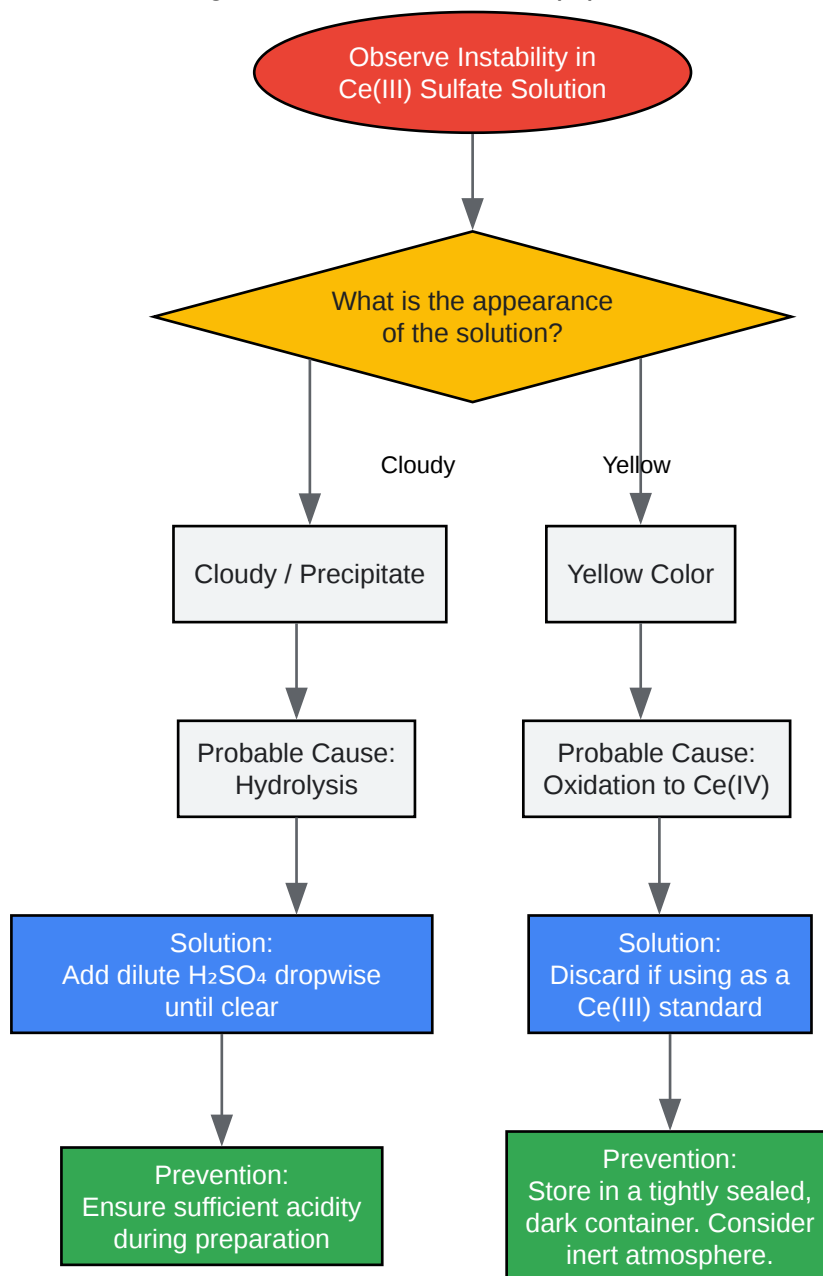 Observe Instability in
Ce(III) Sulfate Solution
What is the appearance
of the solution?
Cloudy
Yellow
Cloudy / Precipitate
Yellow Color
Probable Cause:
Hydrolysis
Probable Cause:
Oxidation to Ce(IV)
Solution:
Add dilute H₂SO₄ dropwise
until clear
Solution:
Discard if using as a
Ce(III) standard
Prevention:
Ensure sufficient acidity
during preparation
Prevention:
Store in a tightly sealed,
dark container. Consider
inert atmosphere.